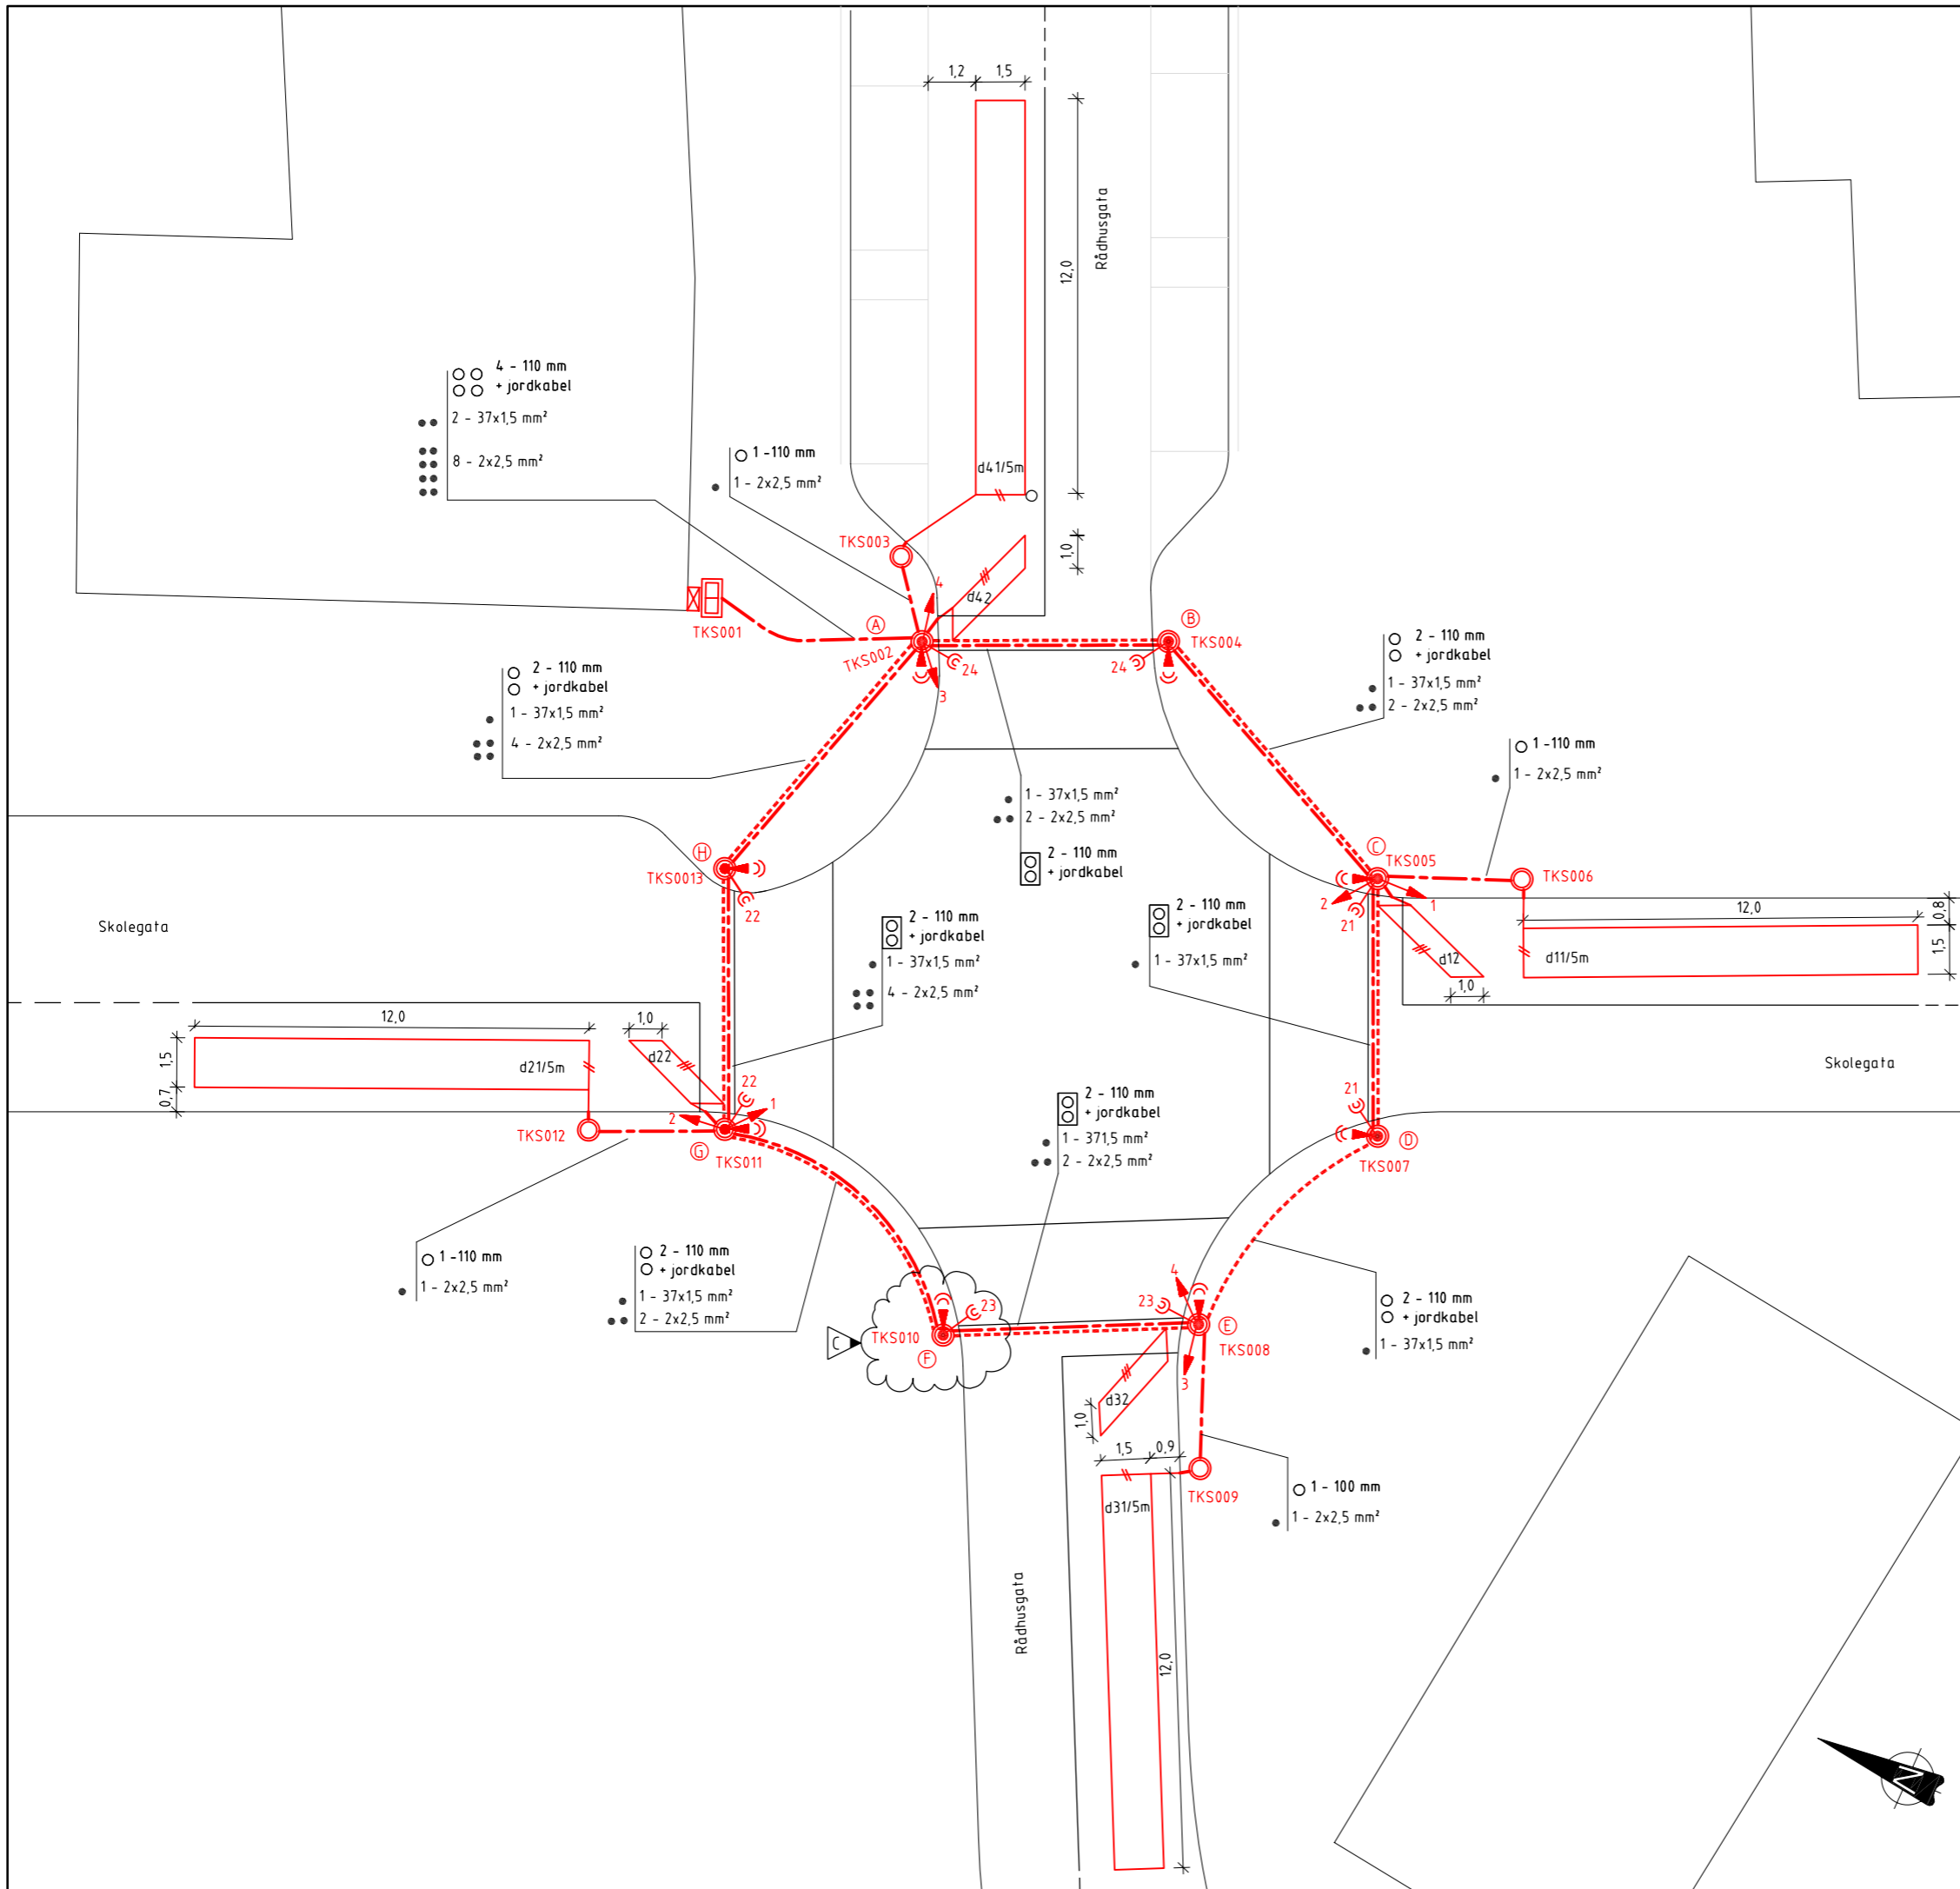 1,2
1,5
12,0
Rådhusgata
4 - 110 mm
+ jordkabel
2 - 37x1,5 mm²
8 - 2x2,5 mm²
1 -110 mm
1 - 2x2,5 mm²
d41/5m
TKS003
1,0
4
d42
TKS001
A
TKS002
24
3
B
TKS004
24
2 - 110 mm
+ jordkabel
1 - 37x1,5 mm²
2 - 2x2,5 mm²
2 - 110 mm
+ jordkabel
1 - 37x1,5 mm²
4 - 2x2,5 mm²
1 -110 mm
1 - 2x2,5 mm²
1 - 37x1,5 mm²
2 - 2x2,5 mm²
2 - 110 mm
+ jordkabel
H
TKS0013
22
C
TKS005
TKS006
2
1
21
12,0
0,8
1,5
d12
d11/5m
1,0
Skolegata
2 - 110 mm
+ jordkabel
1 - 37x1,5 mm²
4 - 2x2,5 mm²
2 - 110 mm
+ jordkabel
1 - 37x1,5 mm²
12,0
1,0
1,5
0,7
d21/5m
d22
22
2
1
TKS012
G
TKS011
Skolegata
2 - 110 mm
+ jordkabel
1 - 371,5 mm²
2 - 2x2,5 mm²
21
D
TKS007
1 -110 mm
1 - 2x2,5 mm²
2 - 110 mm
+ jordkabel
1 - 37x1,5 mm²
2 - 2x2,5 mm²
C
TKS010
F
23
4
23
E
TKS008
3
2 - 110 mm
+ jordkabel
1 - 37x1,5 mm²
d32
1,0
1,5
0,9
TKS009
d31/5m
1 - 100 mm
1 - 2x2,5 mm²
Rådhusgata
12,0
N